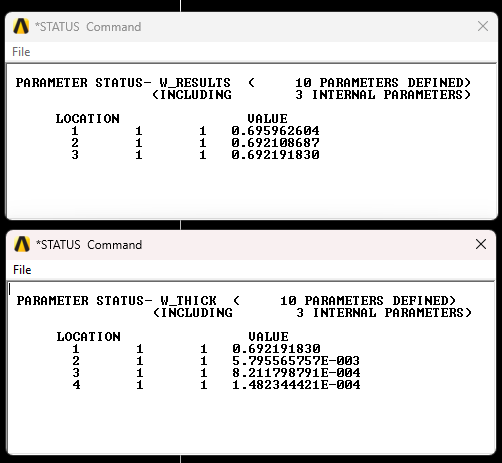 *STATUS Command
File
PARAMETER STATUS- W_RESULTS ( 10 PARAMETERS DEFINED)
(INCLUDING 3 INTERNAL PARAMETERS)
LOCATION VALUE
1 1 1 0.695962604
2 1 1 0.692108687
3 1 1 0.692191830
*STATUS Command
File
PARAMETER STATUS- W_THICK ( 10 PARAMETERS DEFINED)
(INCLUDING 3 INTERNAL PARAMETERS)
LOCATION VALUE
1 1 1 0.692191830
2 1 1 5.795565757E-003
3 1 1 8.211798791E-004
4 1 1 1.482344421E-004